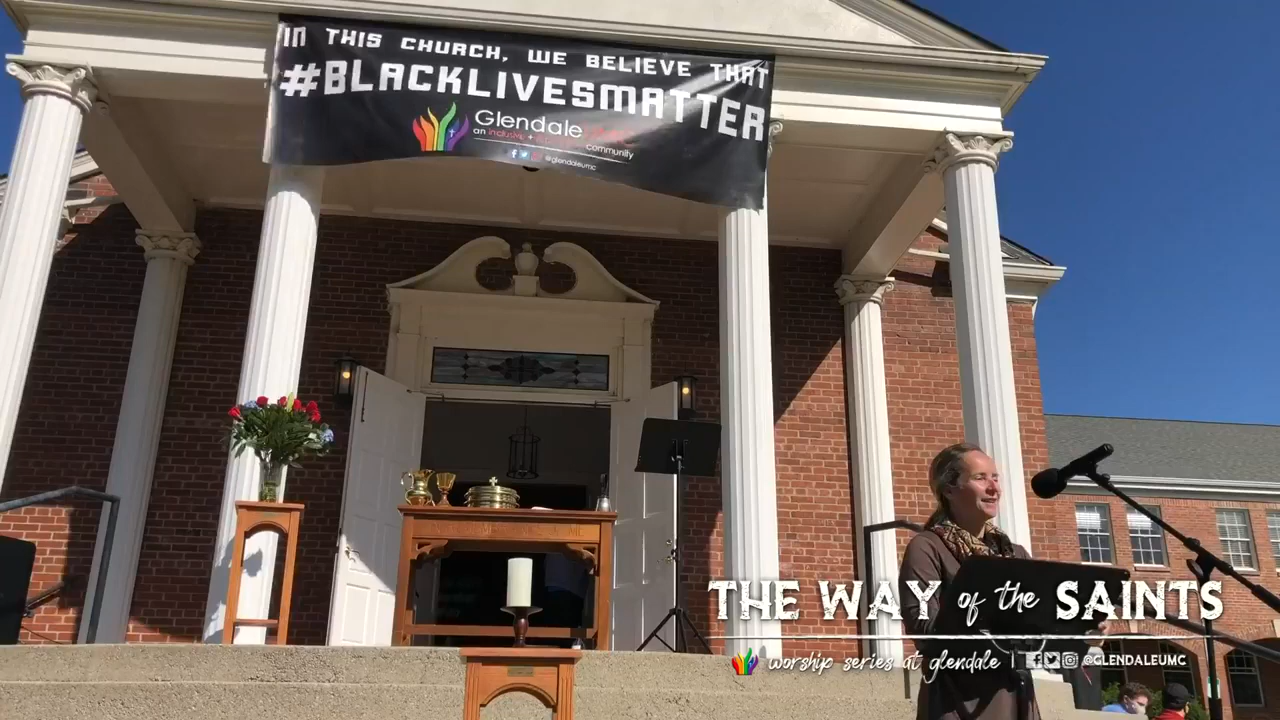 IN THIS CHURCH, WE BELIEVE THAT
#BLACKLIVESMATTER
Glendale UMC
an inclusive + community
@glendaleumc
THE WAY of the SAINTS
worship series at glendale | @GLENDALEUMC